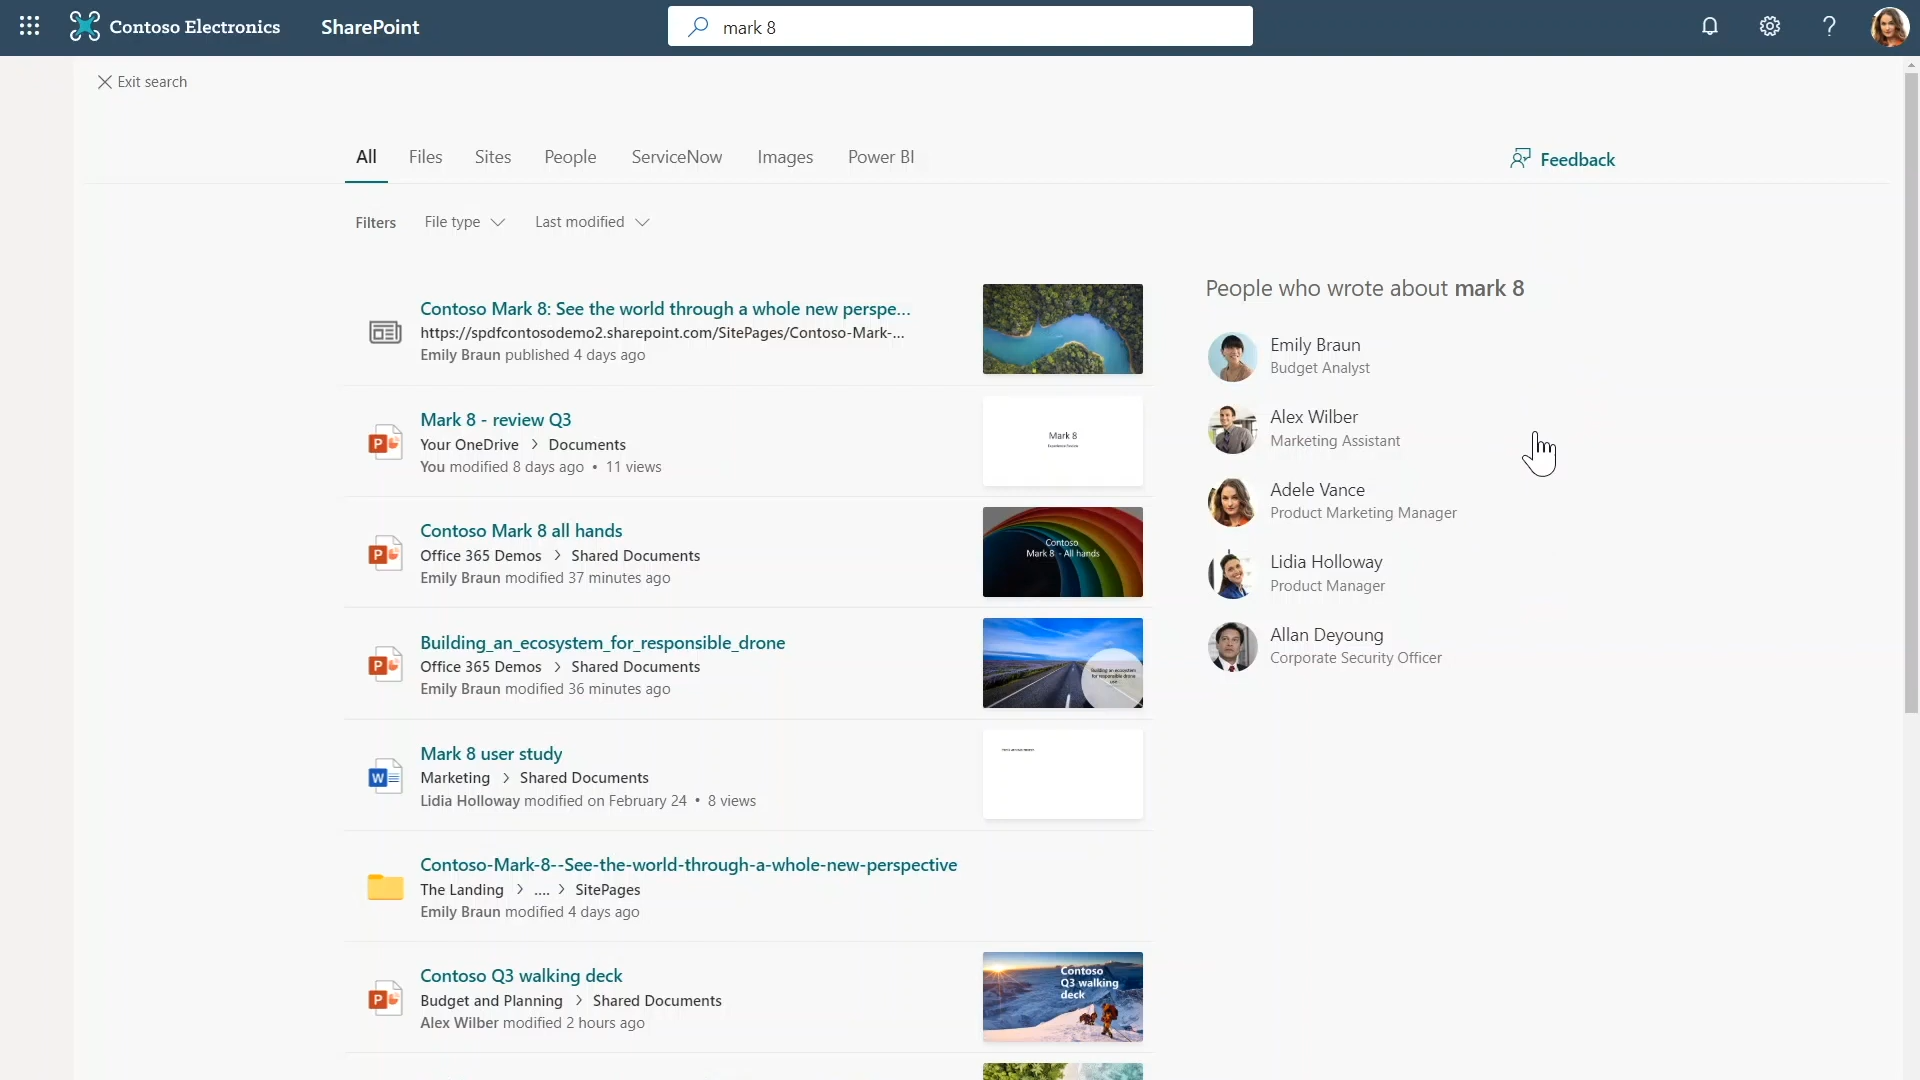 Contoso Electronics
SharePoint
mark 8
Exit search
All
Files
Sites
People
ServiceNow
Images
Power BI
Feedback
Filters
File type
Last modified
Contoso Mark 8: See the world through a whole new perspe...
https://spdfcontosodemo2.sharepoint.com/SitePages/Contoso-Mark-...
Emily Braun published 4 days ago
Mark 8 - review Q3
Your OneDrive > Documents
You modified 8 days ago • 11 views
Mark 8
Contoso Mark 8 all hands
Office 365 Demos > Shared Documents
Emily Braun modified 37 minutes ago
Contoso
Mark 8 - All hands
Building_an_ecosystem_for_responsible_drone
Office 365 Demos > Shared Documents
Emily Braun modified 36 minutes ago
Building an ecosystem
for responsible drone
use
Mark 8 user study
Marketing > Shared Documents
Lidia Holloway modified on February 24 • 8 views
Contoso-Mark-8--See-the-world-through-a-whole-new-perspective
The Landing > .... > SitePages
Emily Braun modified 4 days ago
Contoso Q3 walking deck
Budget and Planning > Shared Documents
Alex Wilber modified 2 hours ago
Contoso
Q3 walking
deck
People who wrote about mark 8
Emily Braun
Budget Analyst
Alex Wilber
Marketing Assistant
Adele Vance
Product Marketing Manager
Lidia Holloway
Product Manager
Allan Deyoung
Corporate Security Officer